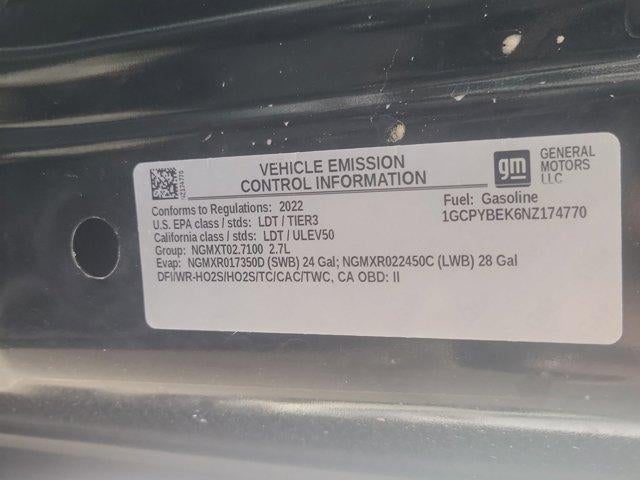 NZ174770
VEHICLE EMISSION
CONTROL INFORMATION
gm
GENERAL
MOTORS
LLC
Conforms to Regulations: 2022
U.S. EPA class / stds: LDT / TIER3
California class / stds: LDT / ULEV50
Group: NGMXT02.7100 2.7L
Evap: NGMXR017350D (SWB) 24 Gal; NGMXR022450C (LWB) 28 Gal
DFI/WR-HO2S/HO2S/TC/CAC/TWC, CA OBD: II
Fuel: Gasoline
1GCPYBEK6NZ174770